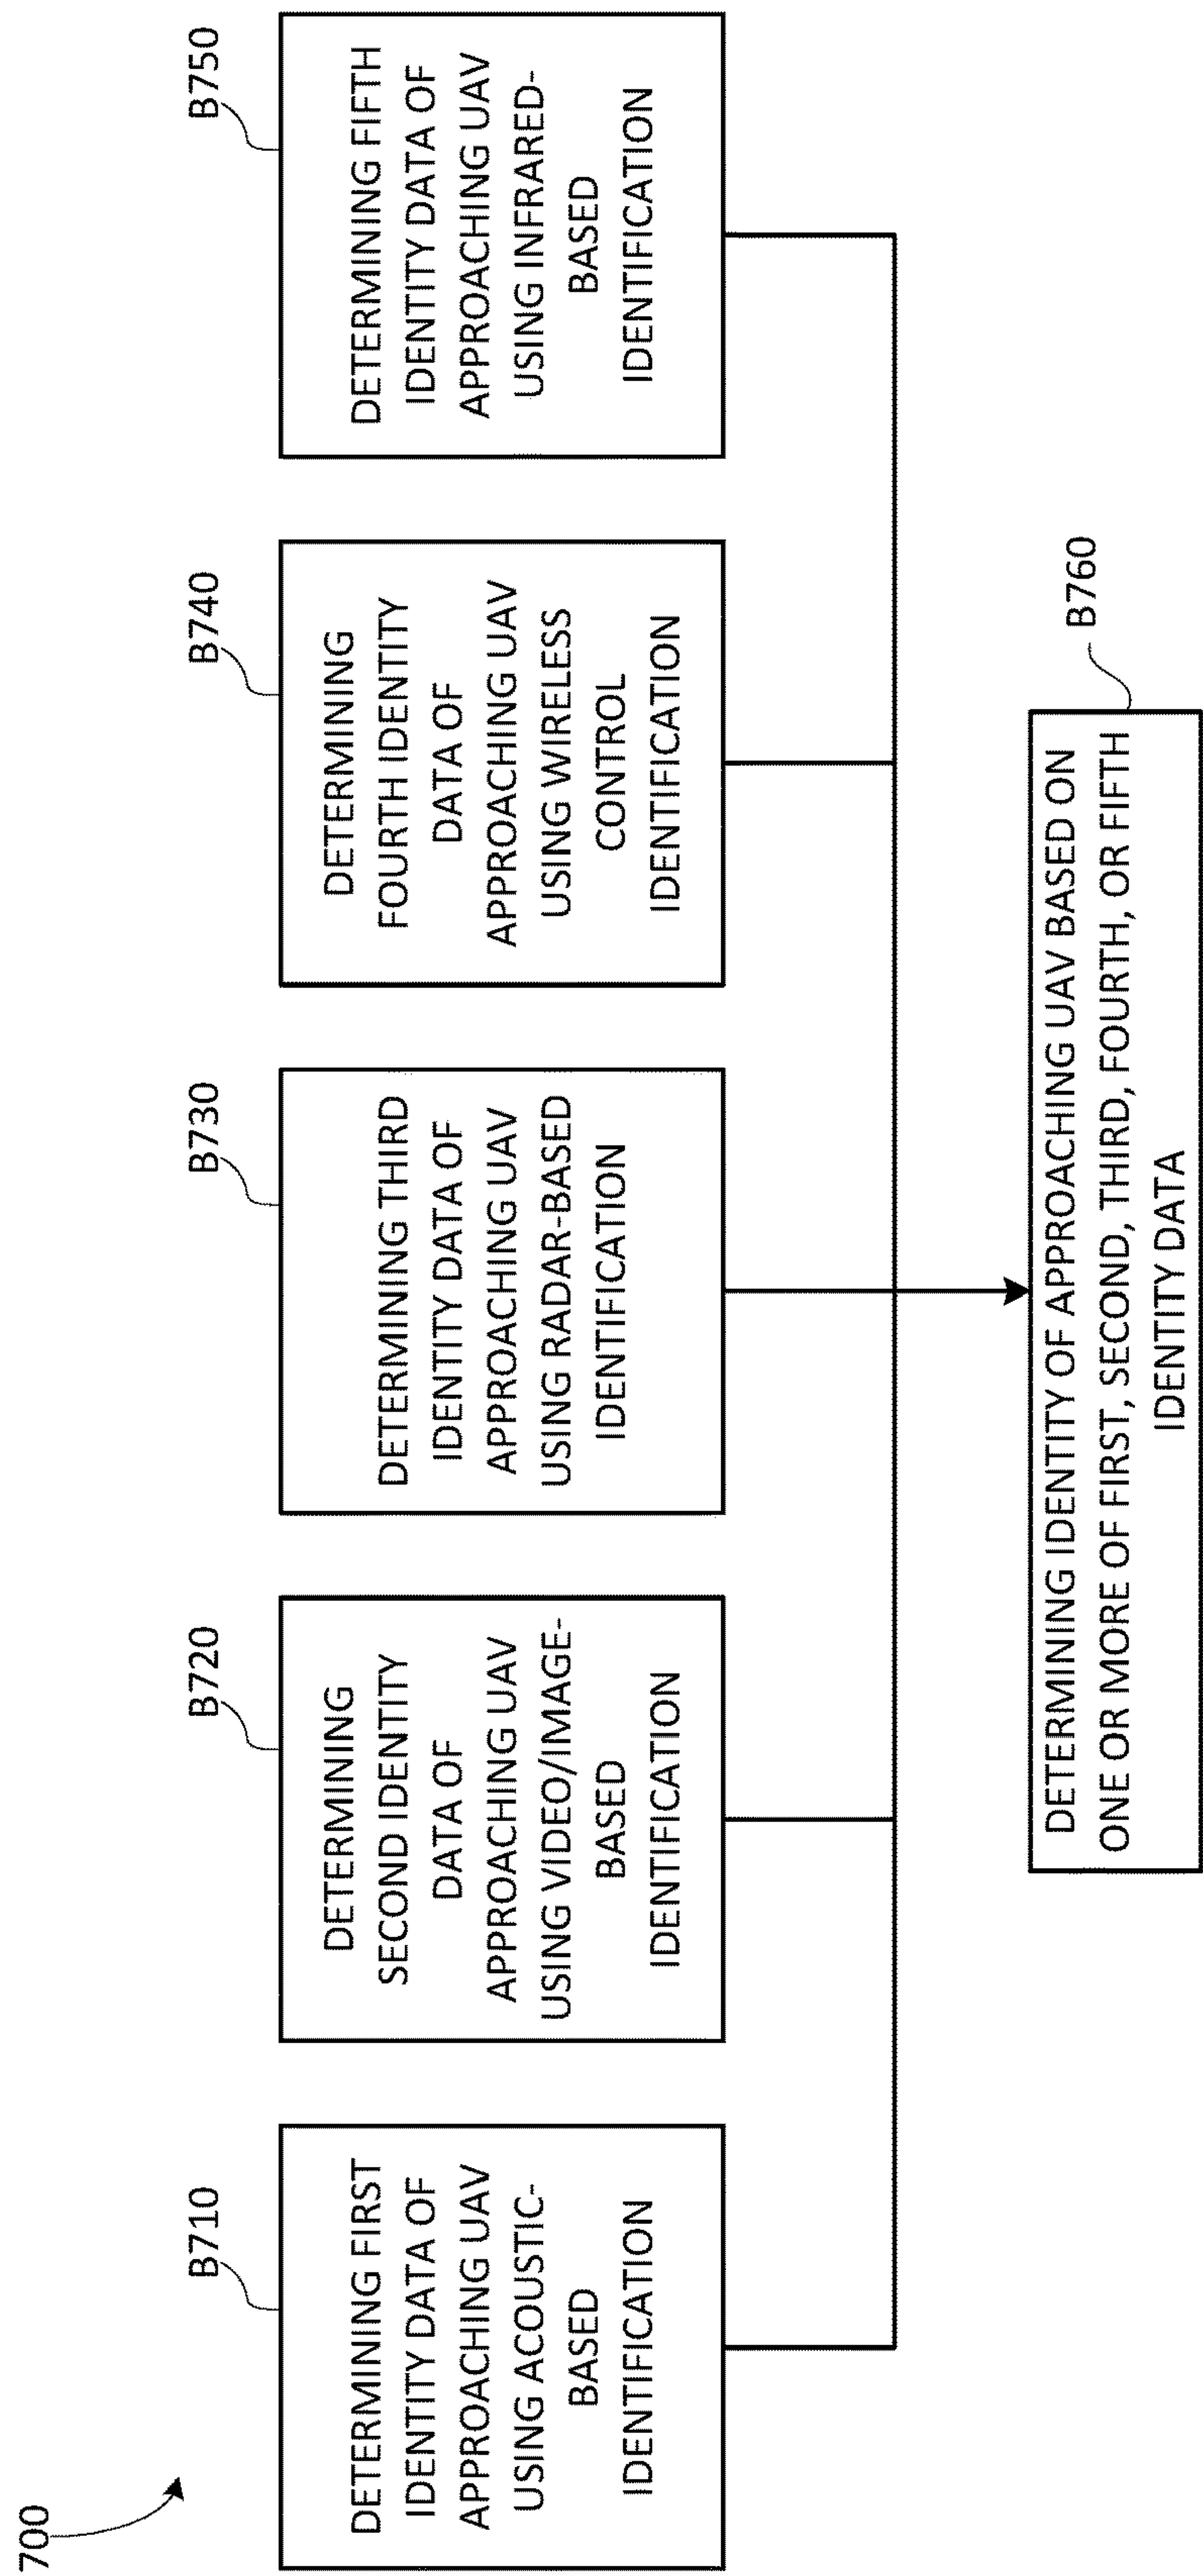 700
B710
DETERMINING FIRST
IDENTITY DATA OF
APPROACHING UAV
USING ACOUSTIC-
BASED
IDENTIFICATION
B720
DETERMINING
SECOND IDENTITY
DATA OF
APPROACHING UAV
USING VIDEO/IMAGE-
BASED
IDENTIFICATION
B730
DETERMINING THIRD
IDENTITY DATA OF
APPROACHING UAV
USING RADAR-BASED
IDENTIFICATION
B740
DETERMINING
FOURTH IDENTITY
DATA OF
APPROACHING UAV
USING WIRELESS
CONTROL
IDENTIFICATION
B750
DETERMINING FIFTH
IDENTITY DATA OF
APPROACHING UAV
USING INFRARED-
BASED
IDENTIFICATION
B760
DETERMINING IDENTITY OF APPROACHING UAV BASED ON
ONE OR MORE OF FIRST, SECOND, THIRD, FOURTH, OR FIFTH
IDENTITY DATA